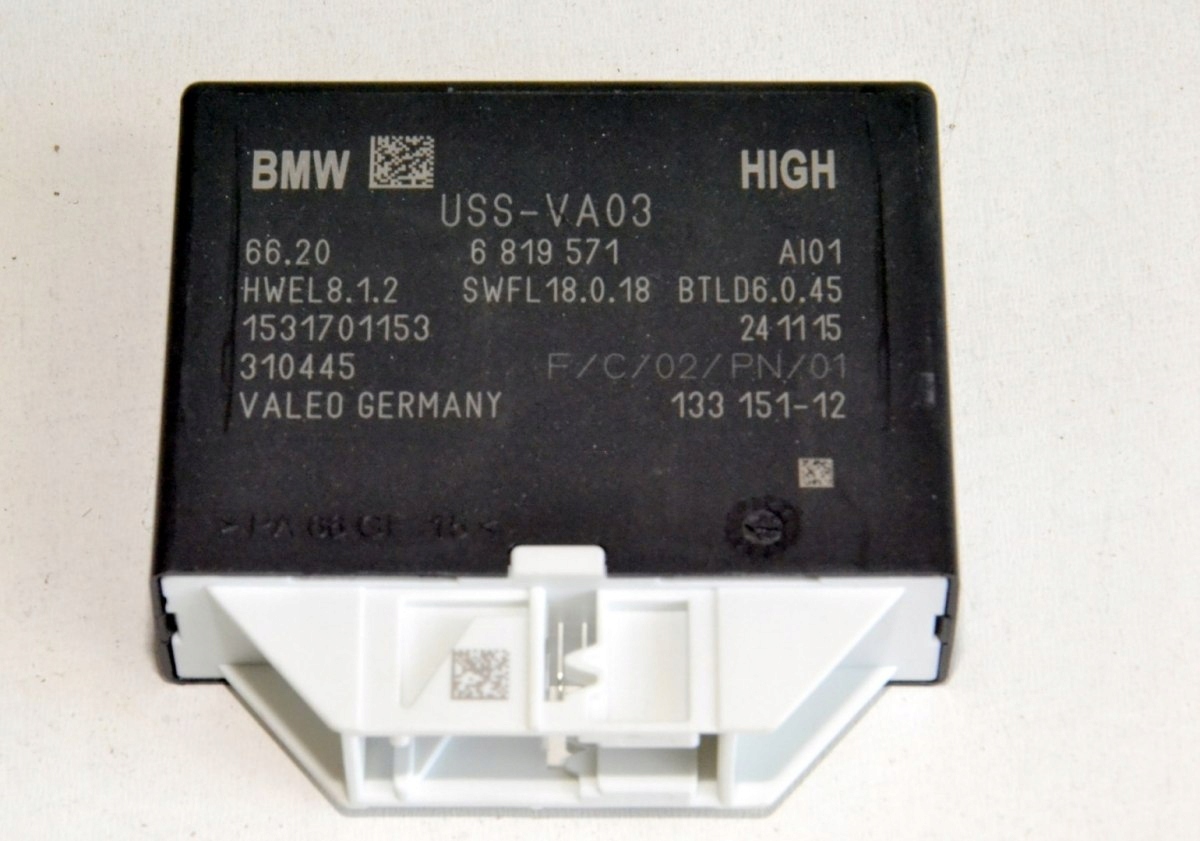 BMW HIGH
USS-VA03
66.20 6 819 571 AI01
HWEL8.1.2 SWFL18.0.18 BTLD6.0.45
1531701153 24 11 15
310445 F/C/02/PN/01
VALEO GERMANY 133 151-12